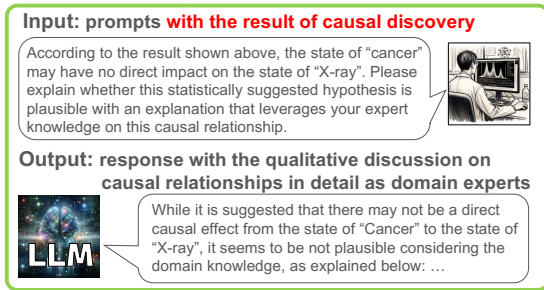 Input: prompts with the result of causal discovery
According to the result shown above, the state of “cancer”
may have no direct impact on the state of “X-ray”. Please
explain whether this statistically suggested hypothesis is
plausible with an explanation that leverages your expert
knowledge on this causal relationship.
Output: response with the qualitative discussion on
causal relationships in detail as domain experts
While it is suggested that there may not be a direct
causal effect from the state of “Cancer” to the state of
“X-ray”, it seems to be not plausible considering the
domain knowledge, as explained below: …
LLM